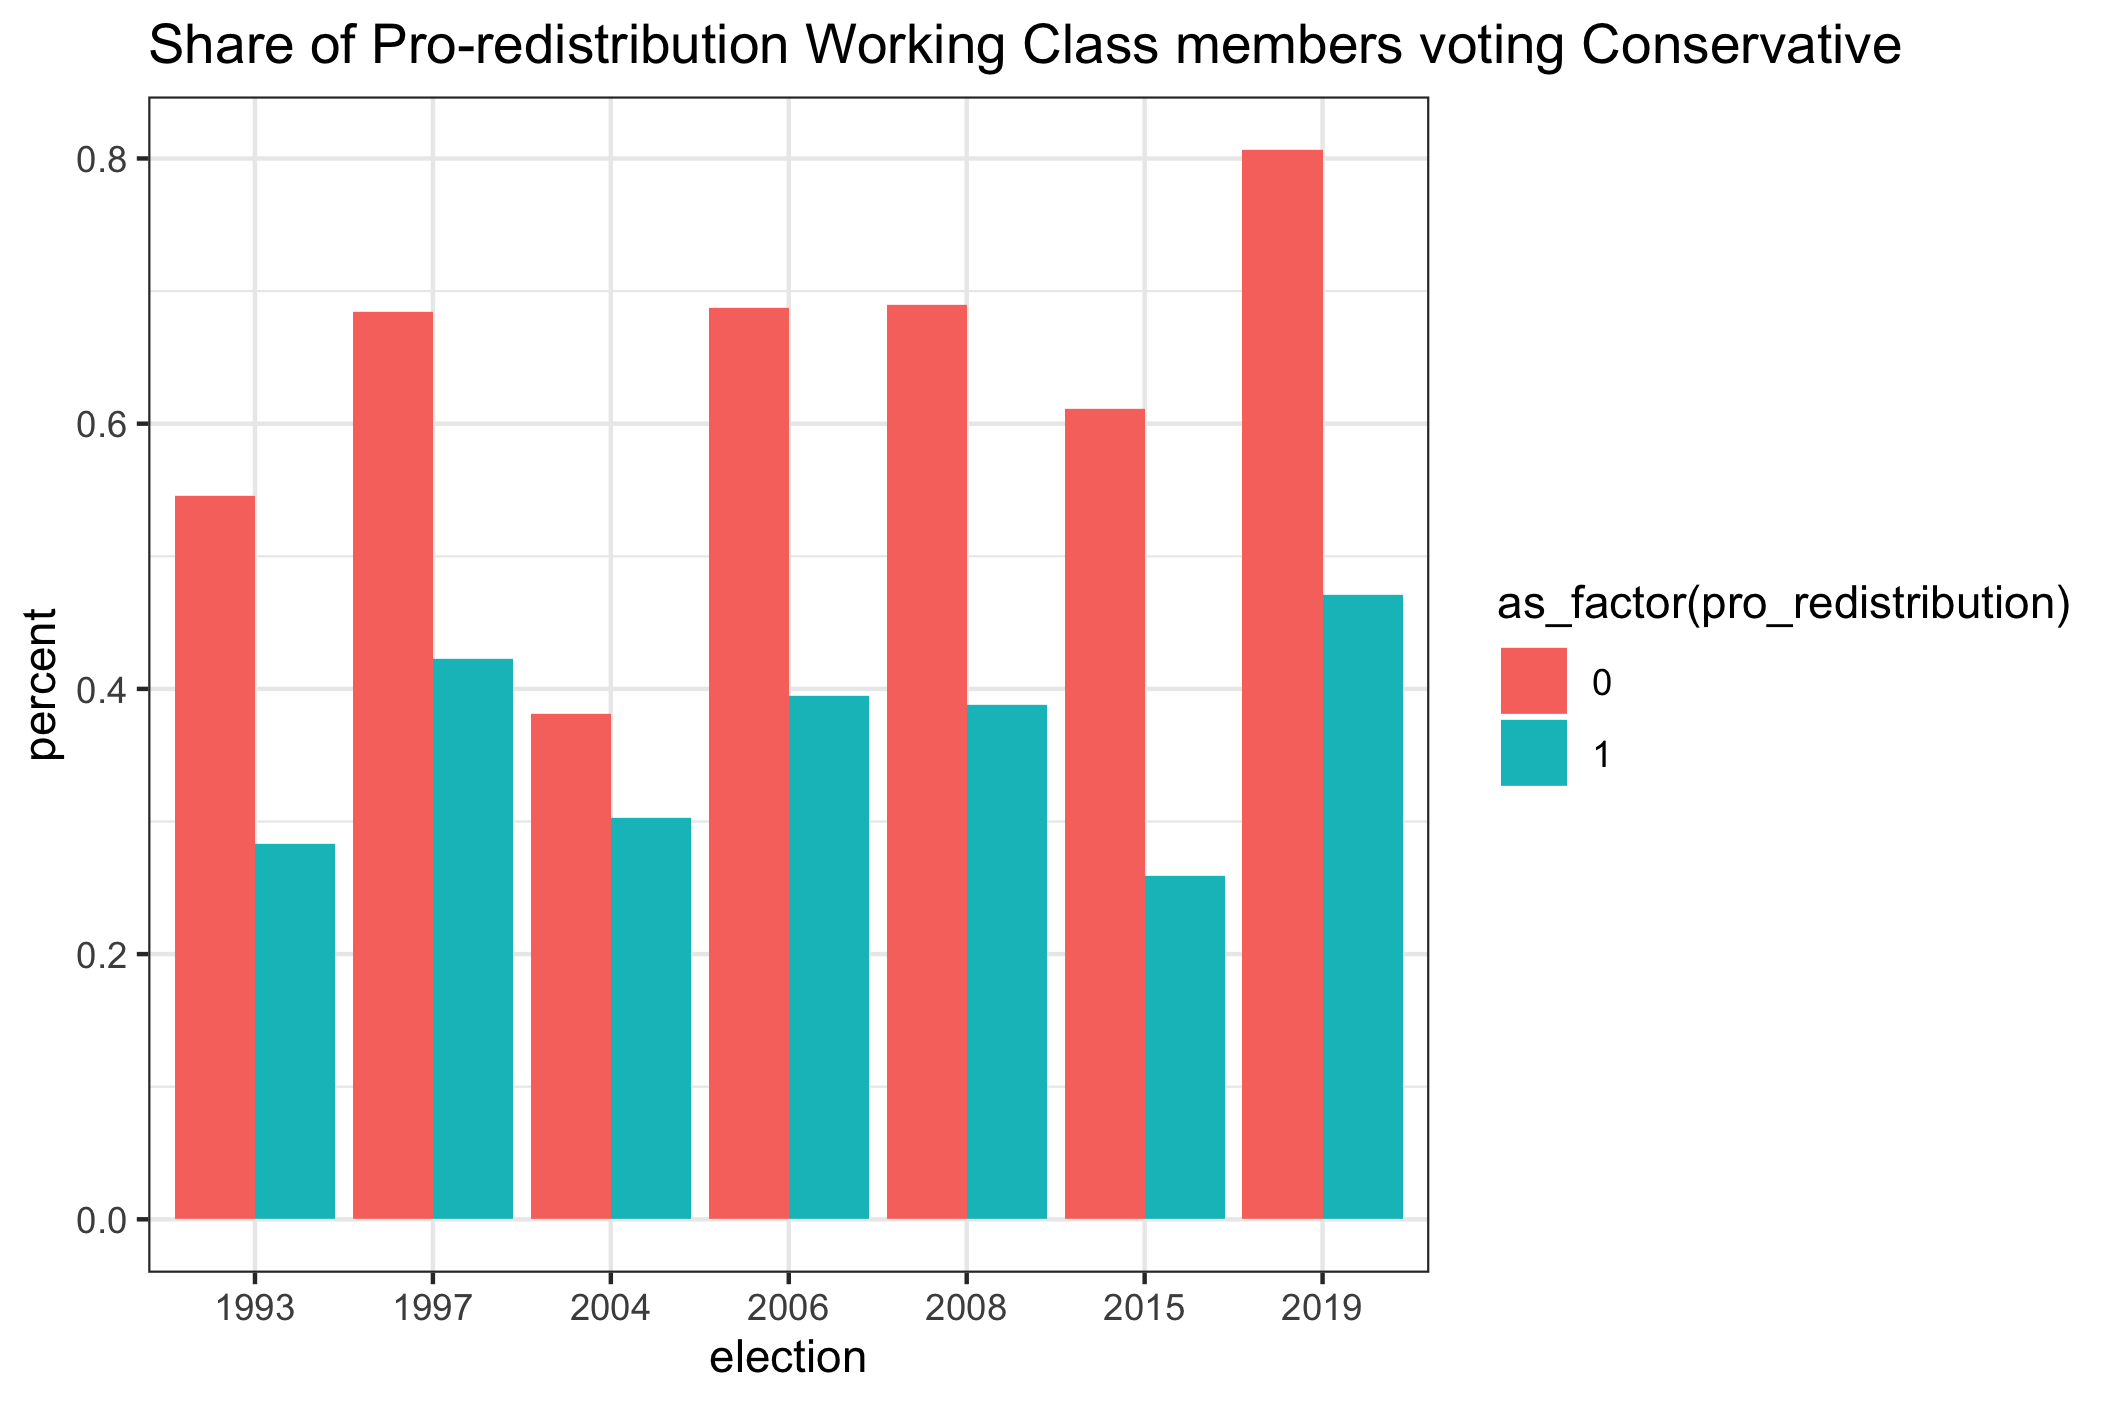 Share of Pro-redistribution Working Class members voting Conservative
percent
0.8
0.6
0.4
0.2
0.0
1993 1997 2004 2006 2008 2015 2019
election
as_factor(pro_redistribution)
0
1